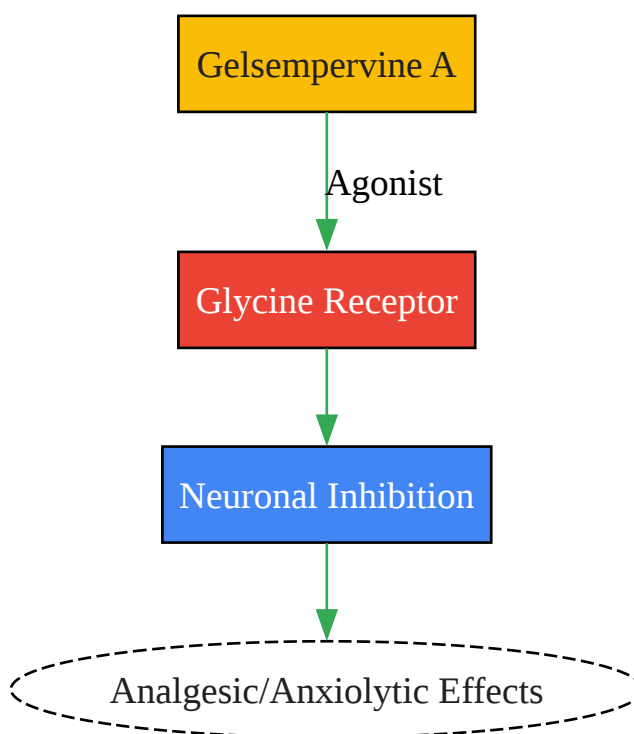 Gelsempervine A
Agonist
Glycine Receptor
Neuronal Inhibition
Analgesic/Anxiolytic Effects